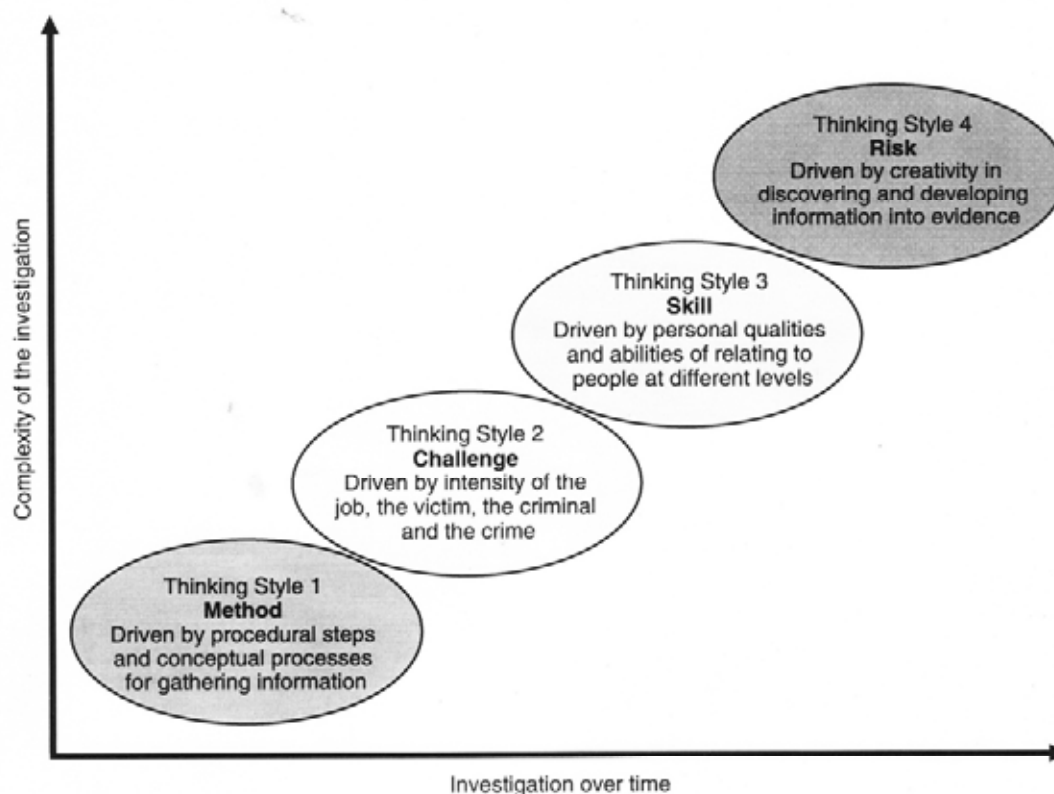 Complexity of the investigation
Thinking Style 4
Risk
Driven by creativity in
discovering and developing
information into evidence
Thinking Style 3
Skill
Driven by personal qualities
and abilities of relating to
people at different levels
Thinking Style 2
Challenge
Driven by intensity of the
job, the victim, the criminal
and the crime
Thinking Style 1
Method
Driven by procedural steps
and conceptual processes
for gathering information
Investigation over time